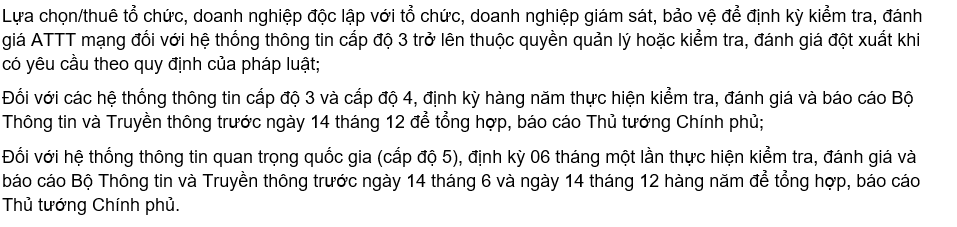 Lựa chọn/thuê tổ chức, doanh nghiệp độc lập với tổ chức, doanh nghiệp giám sát, bảo vệ để định kỳ kiểm tra, đánh
giá ATTT mạng đối với hệ thống thông tin cấp độ 3 trở lên thuộc quyền quản lý hoặc kiểm tra, đánh giá đột xuất khi
có yêu cầu theo quy định của pháp luật;
Đối với các hệ thống thông tin cấp độ 3 và cấp độ 4, định kỳ hàng năm thực hiện kiểm tra, đánh giá và báo cáo Bộ
Thông tin và Truyền thông trước ngày 14 tháng 12 để tổng hợp, báo cáo Thủ tướng Chính phủ;
Đối với hệ thống thông tin quan trọng quốc gia (cấp độ 5), định kỳ 06 tháng một lần thực hiện kiểm tra, đánh giá và
báo cáo Bộ Thông tin và Truyền thông trước ngày 14 tháng 6 và ngày 14 tháng 12 hàng năm để tổng hợp, báo cáo
Thủ tướng Chính phủ.